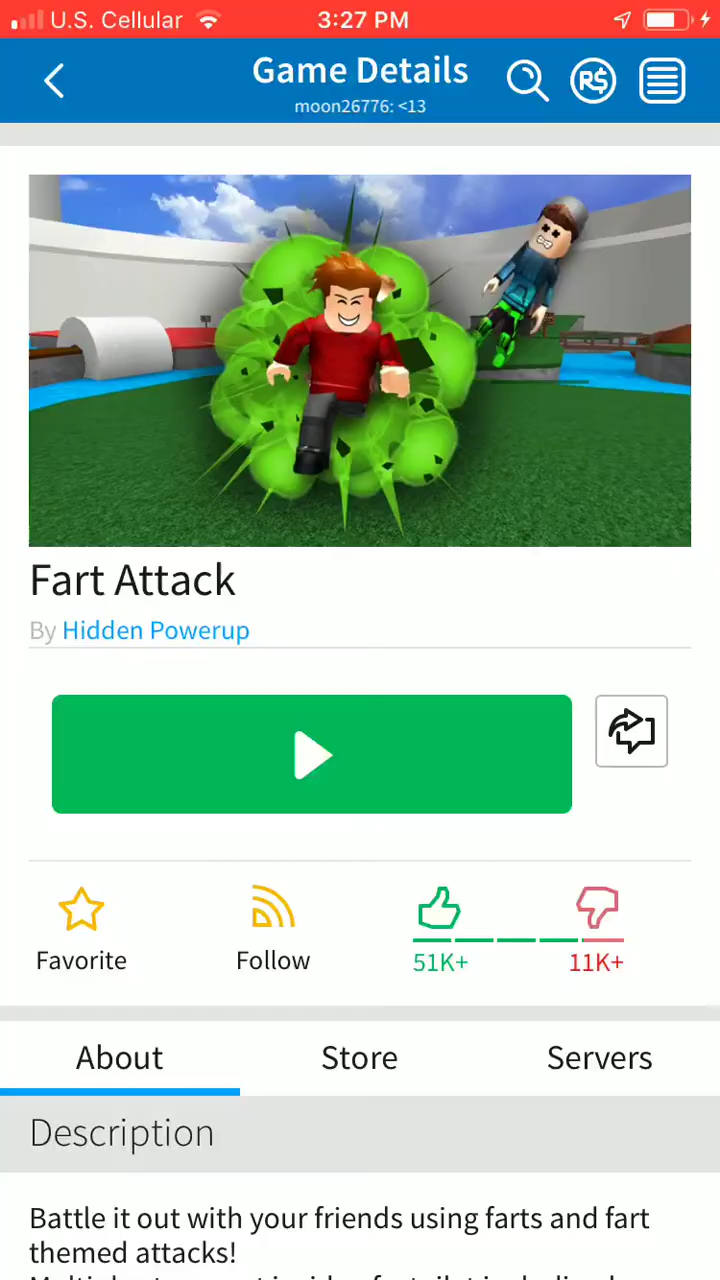 U.S. Cellular 3:27 PM
Game Details
R$
moon26776: <13
Fart Attack
By Hidden Powerup
Favorite Follow 51K+ 11K+
About Store Servers
Description
Battle it out with your friends using farts and fart
themed attacks!